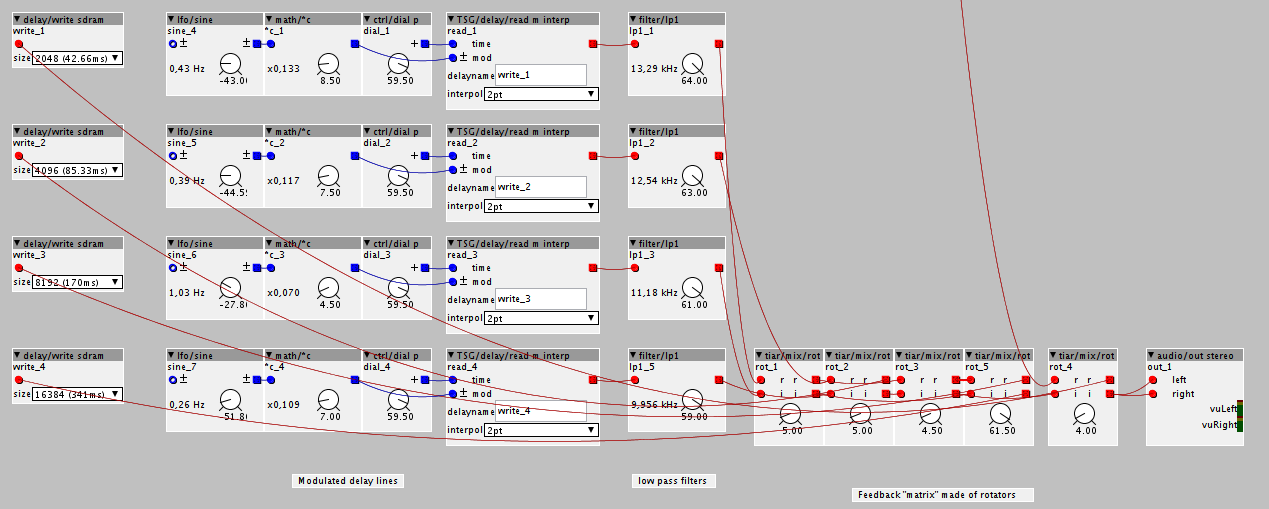 delay/write sdram lfo/sine math/*c ctrl/dial p TSG/delay/read m interp filter/lp1
write_1 sine_4 *c_1 dial_1 read_1 lp1_1
± ± + time
size 2048 (42.66ms) ± mod
0,43 Hz x0,133 delayname write_1 13,29 kHz
-43.0 8.50 59.50 64.00
interpol 2pt
delay/write sdram lfo/sine math/*c ctrl/dial p TSG/delay/read m interp filter/lp1
write_2 sine_5 *c_2 dial_2 read_2 lp1_2
± ± + time
size 4096 (85.33ms) ± mod
0,39 Hz x0,117 delayname write_2 12,54 kHz
-44.5 7.50 59.50 63.00
interpol 2pt
delay/write sdram lfo/sine math/*c ctrl/dial p TSG/delay/read m interp filter/lp1
write_3 sine_6 *c_3 dial_3 read_3 lp1_3
± ± + time
size 8192 (170ms) ± mod
1,03 Hz x0,070 delayname write_3 11,18 kHz
-27.8 4.50 59.50 61.00
interpol 2pt
delay/write sdram lfo/sine math/*c ctrl/dial p TSG/delay/read m interp filter/lp1 tiar/mix/rot tiar/mix/rot tiar/mix/rot tiar/mix/rot tiar/mix/rot audio/out stereo
write_4 sine_7 *c_4 dial_4 read_4 lp1_5 rot_1 rot_2 rot_3 rot_5 rot_4 out_1
± ± + time r r r r r r r r r r left
size 16384 (341ms) ± mod i i i i i i i i i i right
0,26 Hz x0,109 delayname write_4 9,956 kHz vuLeft
-51.8 7.00 59.50 59.00 5.00 5.00 4.50 61.50 4.00 vuRight
interpol 2pt
Modulated delay lines low pass filters
Feedback "matrix" made of rotators